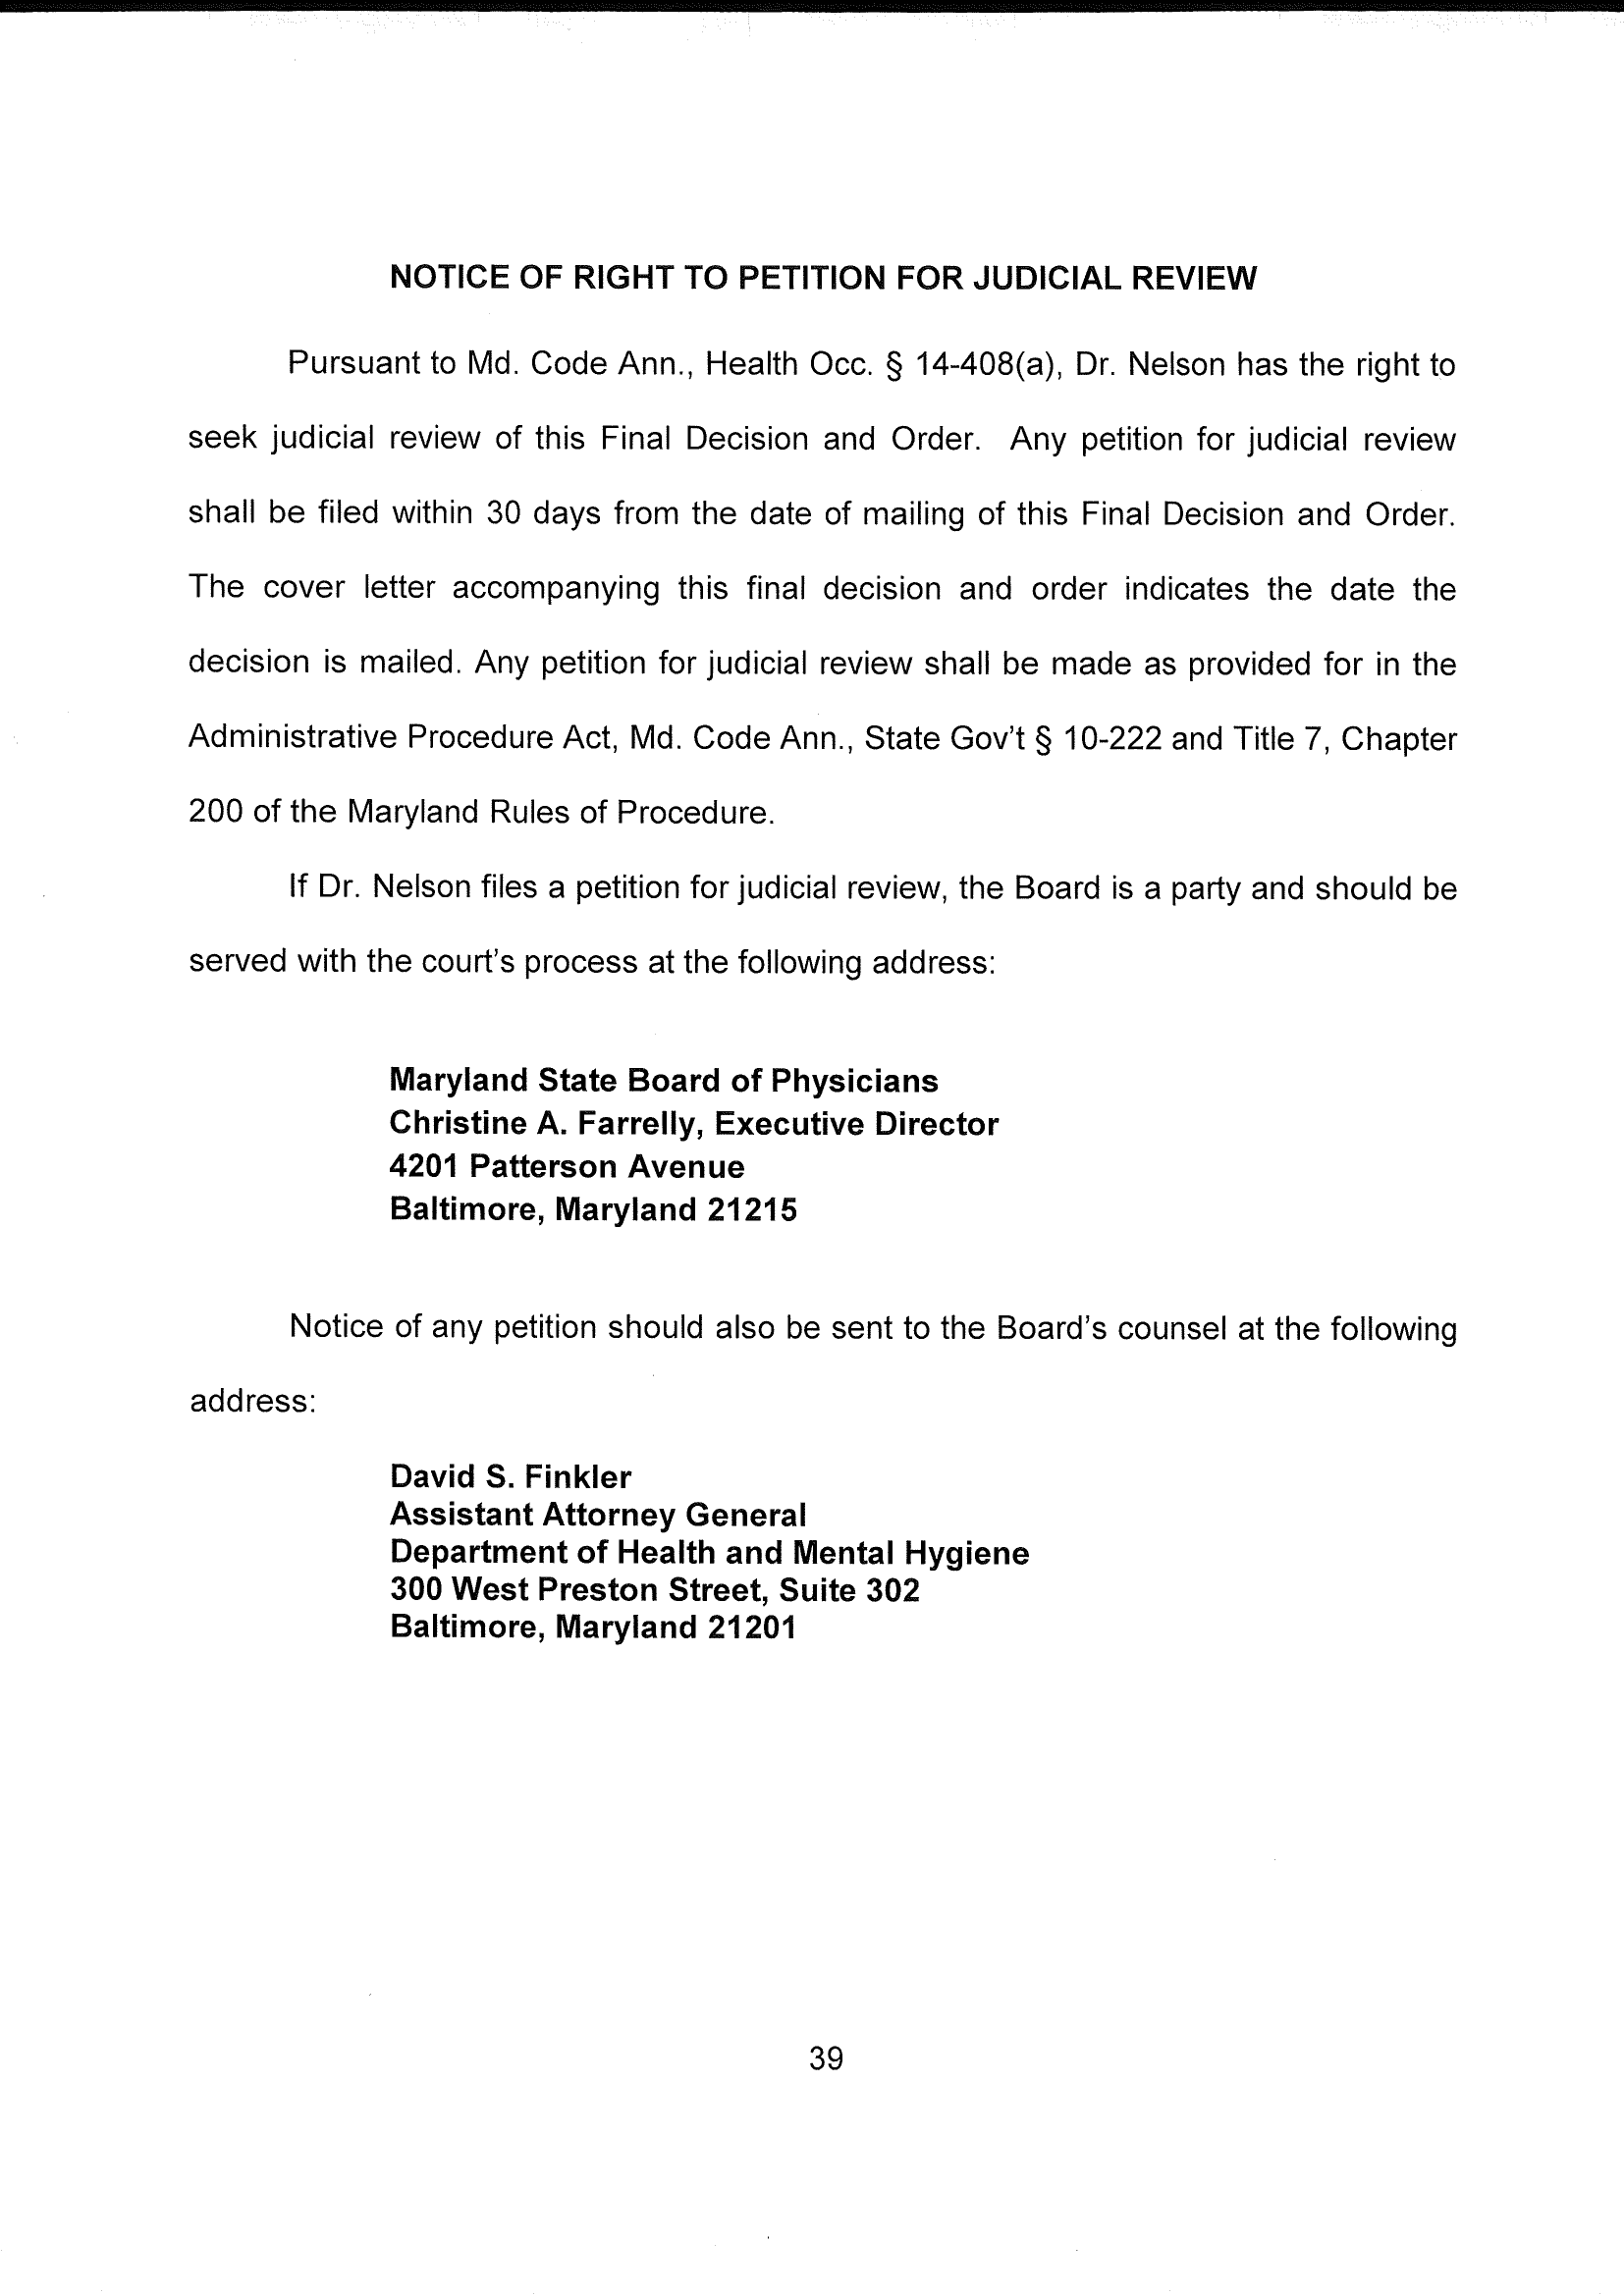 NOTICE OF RIGHT TO PETITION FOR JUDICIAL REVIEW
Pursuant to Md. Code Ann., Health Occ. § 14-408(a), Dr. Nelson has the right to
seek judicial review of this Final Decision and Order. Any petition for judicial review
shall be filed within 30 days from the date of mailing of this Final Decision and Order.
The cover letter accompanying this final decision and order indicates the date the
decision is mailed. Any petition for judicial review shall be made as provided for in the
Administrative Procedure Act, Md. Code Ann., State Gov't § 10-222 and Title 7, Chapter
200 of the Maryland Rules of Procedure.
If Dr. Nelson files a petition for judicial review, the Board is a party and should be
served with the court's process at the following address:
Maryland State Board of Physicians
Christine A. Farrelly, Executive Director
4201 Patterson Avenue
Baltimore, Maryland 21215
Notice of any petition should also be sent to the Board's counsel at the following
address:
David S. Finkler
Assistant Attorney General
Department of Health and Mental Hygiene
300 West Preston Street, Suite 302
Baltimore, Maryland 21201
39